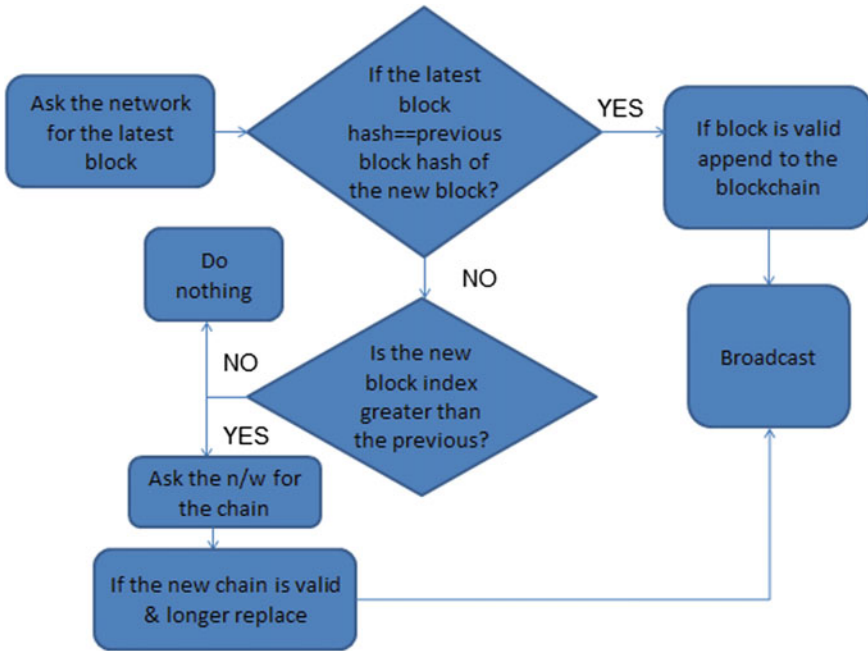 Ask the network
for the latest
block
If the latest
block
hash==previous
block hash of
the new block?
YES
If block is valid
append to the
blockchain
NO
Do
nothing
Is the new
block index
greater than
the previous?
Broadcast
NO
YES
Ask the n/w for
the chain
If the new chain is valid
& longer replace